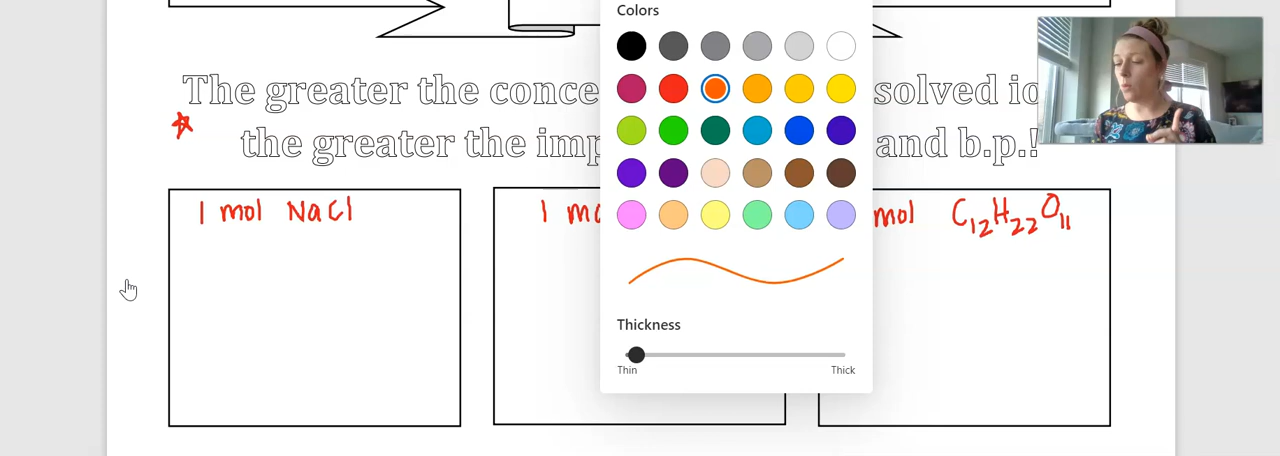 Colors
The greater the conce solved io
the greater the imp and b.p.!
1 mol NaCl
1 mo
mol C12H22O11
Thickness
Thin
Thick